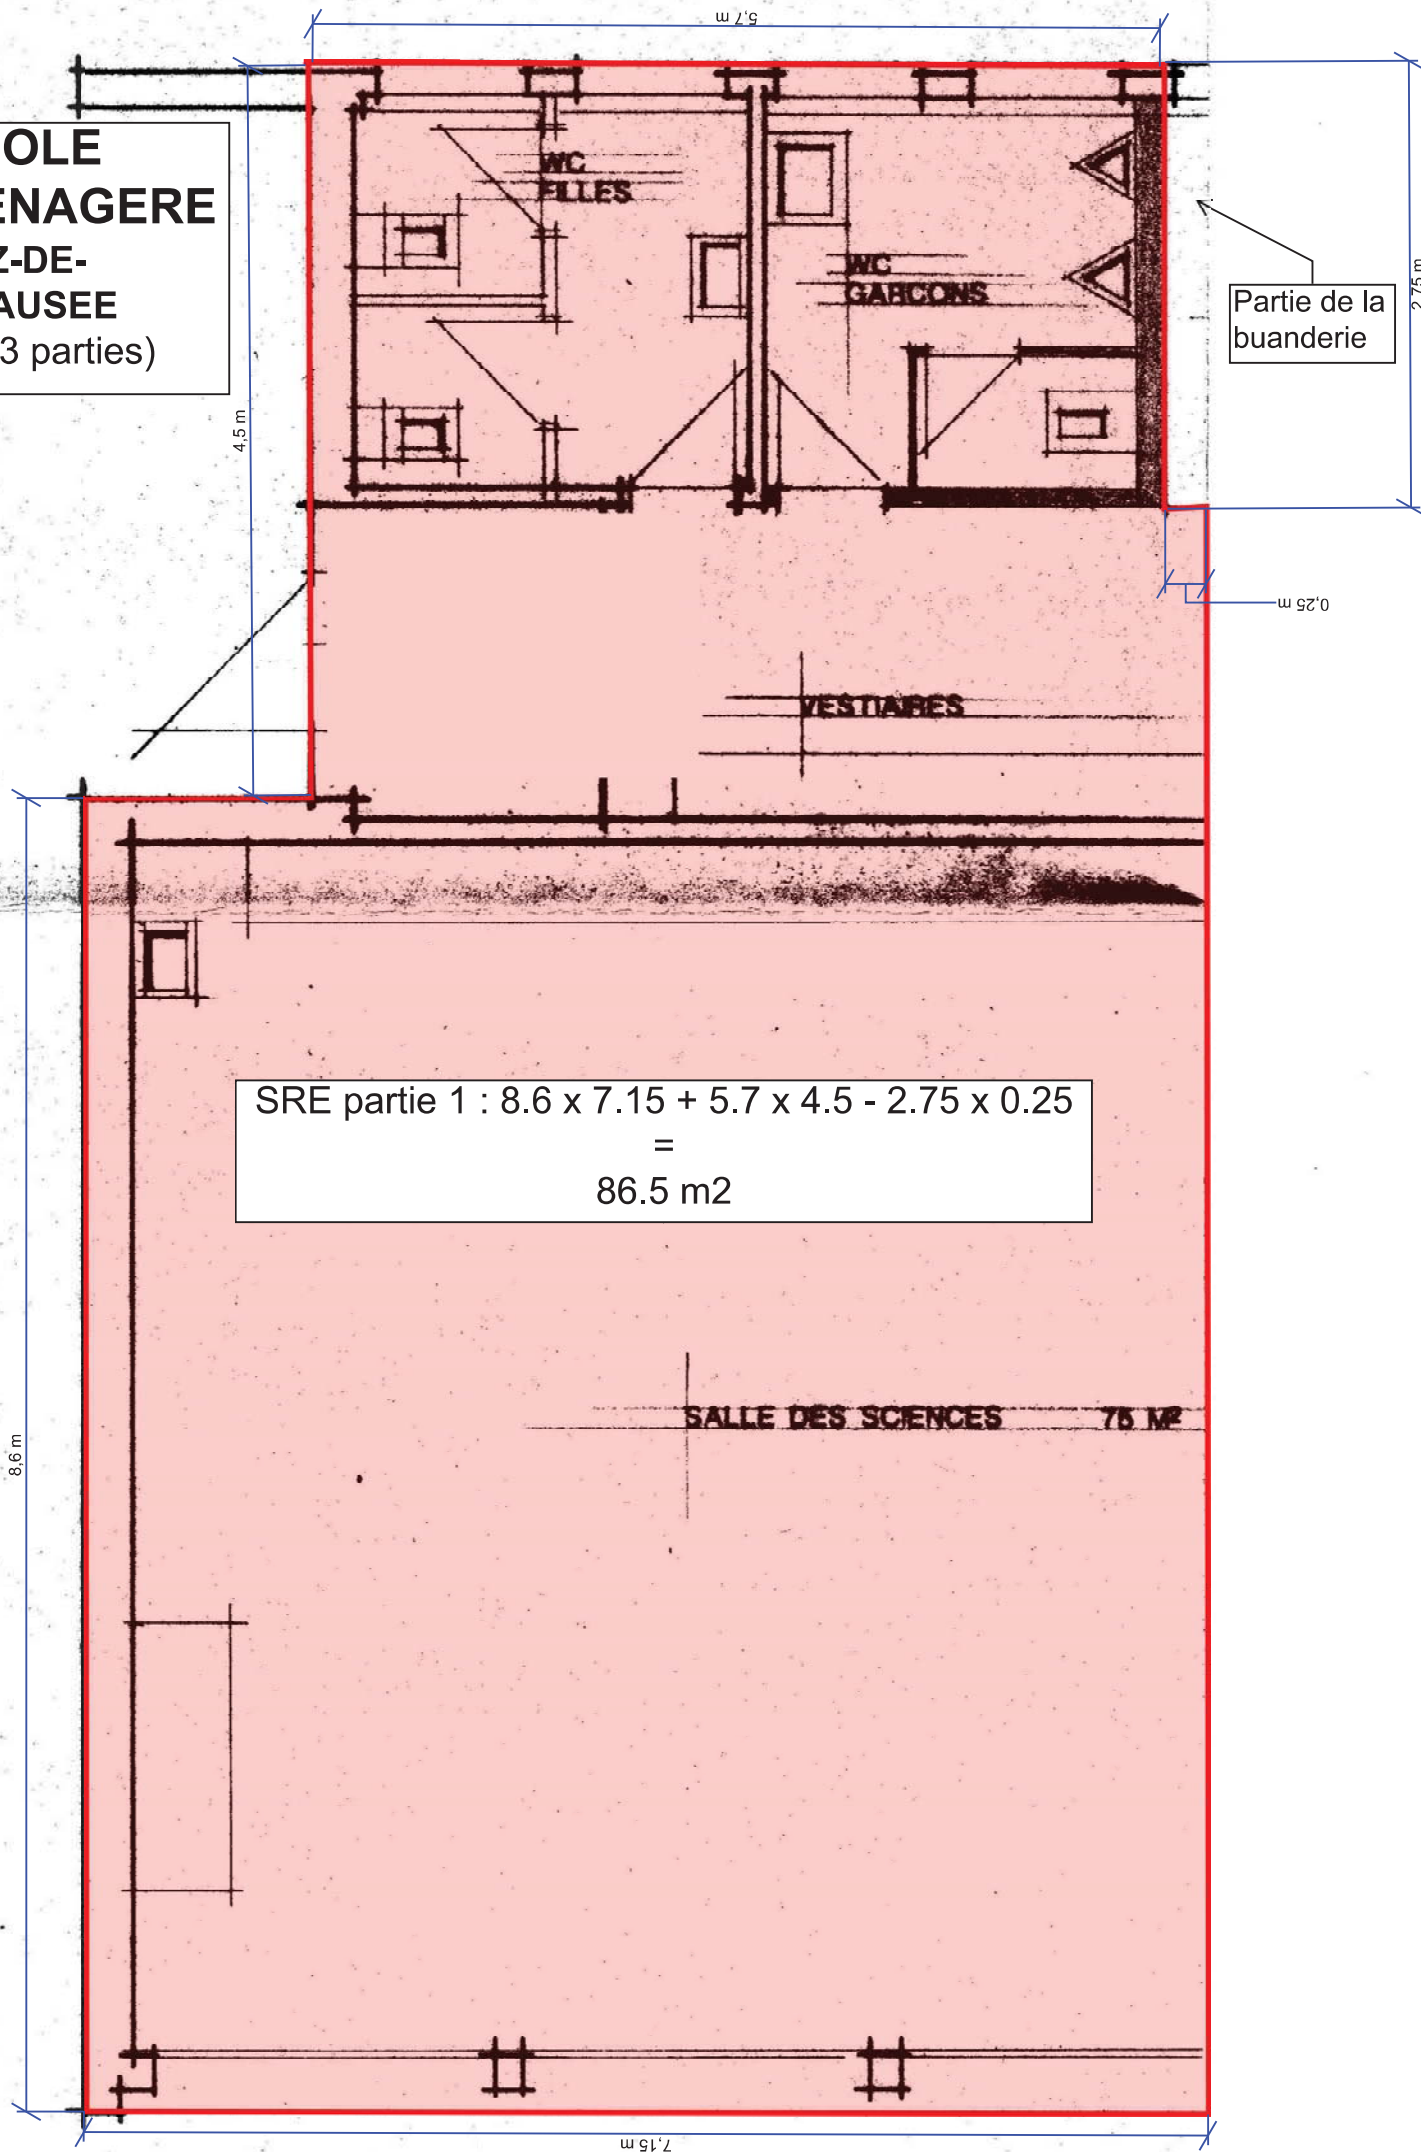 5,7 m
OLE
ENAGERE
Z-DE-
AUSEE
3 parties)
WC
FILLES
WC
GARCONS
Partie de la
buanderie
2,75 m
4,5 m
0,25 m
VESTIAIRES
SRE partie 1 : 8.6 x 7.15 + 5.7 x 4.5 - 2.75 x 0.25
=
86.5 m2
SALLE DES SCIENCES 75 M²
8,6 m
7,15 m